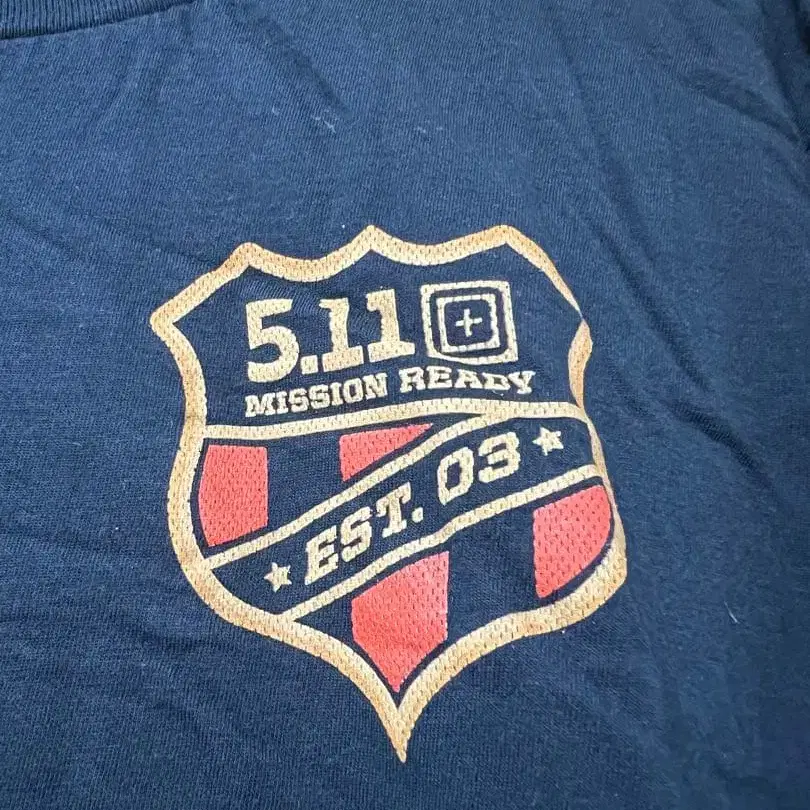 5.11
MISSION READY
EST. 03